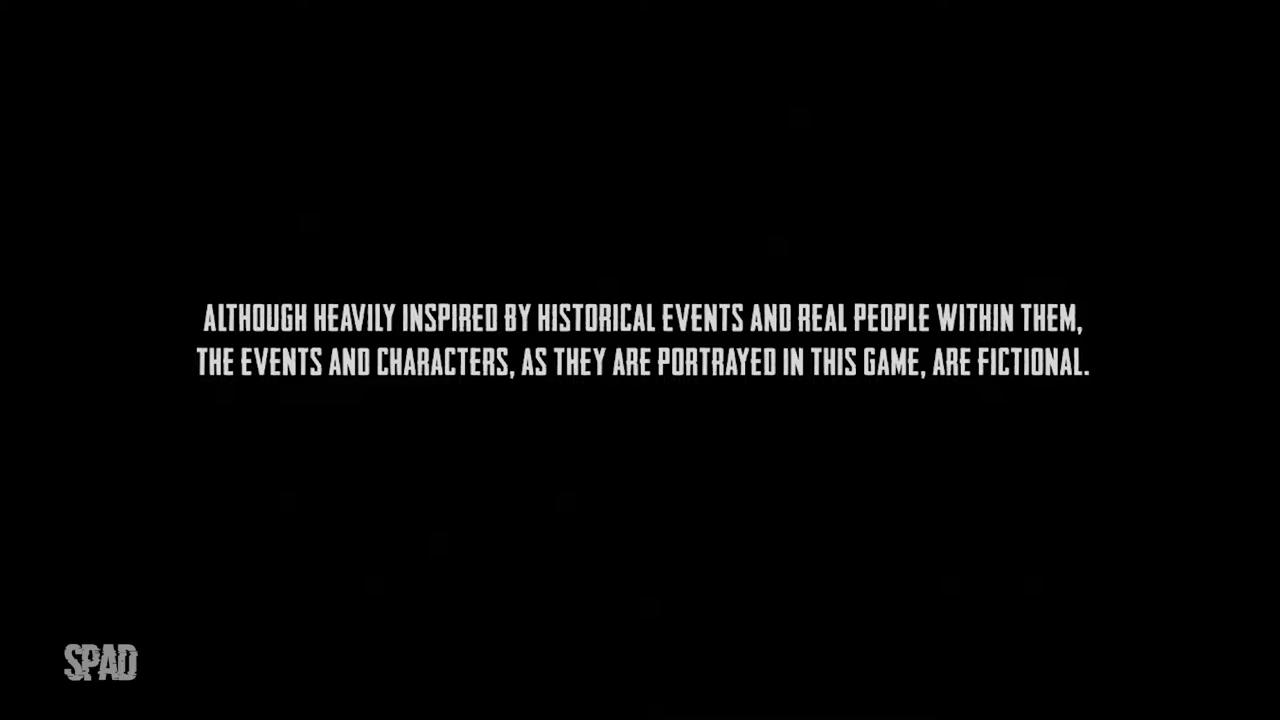 ALTHOUGH HEAVILY INSPIRED BY HISTORICAL EVENTS AND REAL PEOPLE WITHIN THEM,
THE EVENTS AND CHARACTERS, AS THEY ARE PORTRAYED IN THIS GAME, ARE FICTIONAL.
SPAD